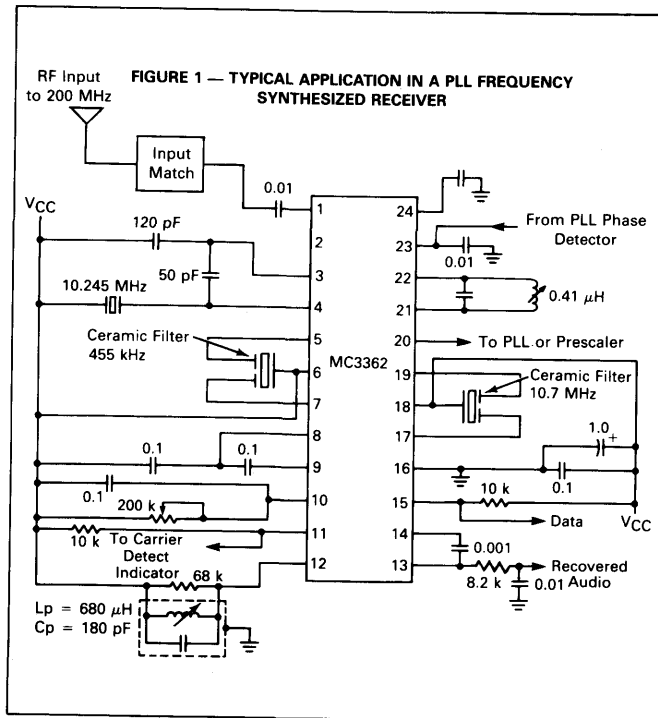 RF Input
to 200 MHz
FIGURE 1 — TYPICAL APPLICATION IN A PLL FREQUENCY
SYNTHESIZED RECEIVER
Input
Match
0.01
VCC
120 pF
50 pF
10.245 MHz
Ceramic Filter
455 kHz
0.1
0.1
0.1
200 k
10 k
To Carrier
Detect
Indicator
68 k
Lp = 680 µH
Cp = 180 pF
1
2
3
4
5
6
7
8
9
10
11
12
MC3362
24
23
22
21
20
19
18
17
16
15
14
13
From PLL Phase
Detector
0.01
0.41 µH
To PLL or Prescaler
Ceramic Filter
10.7 MHz
1.0
+
0.1
10 k
VCC
Data
0.001
Recovered
Audio
8.2 k
0.01